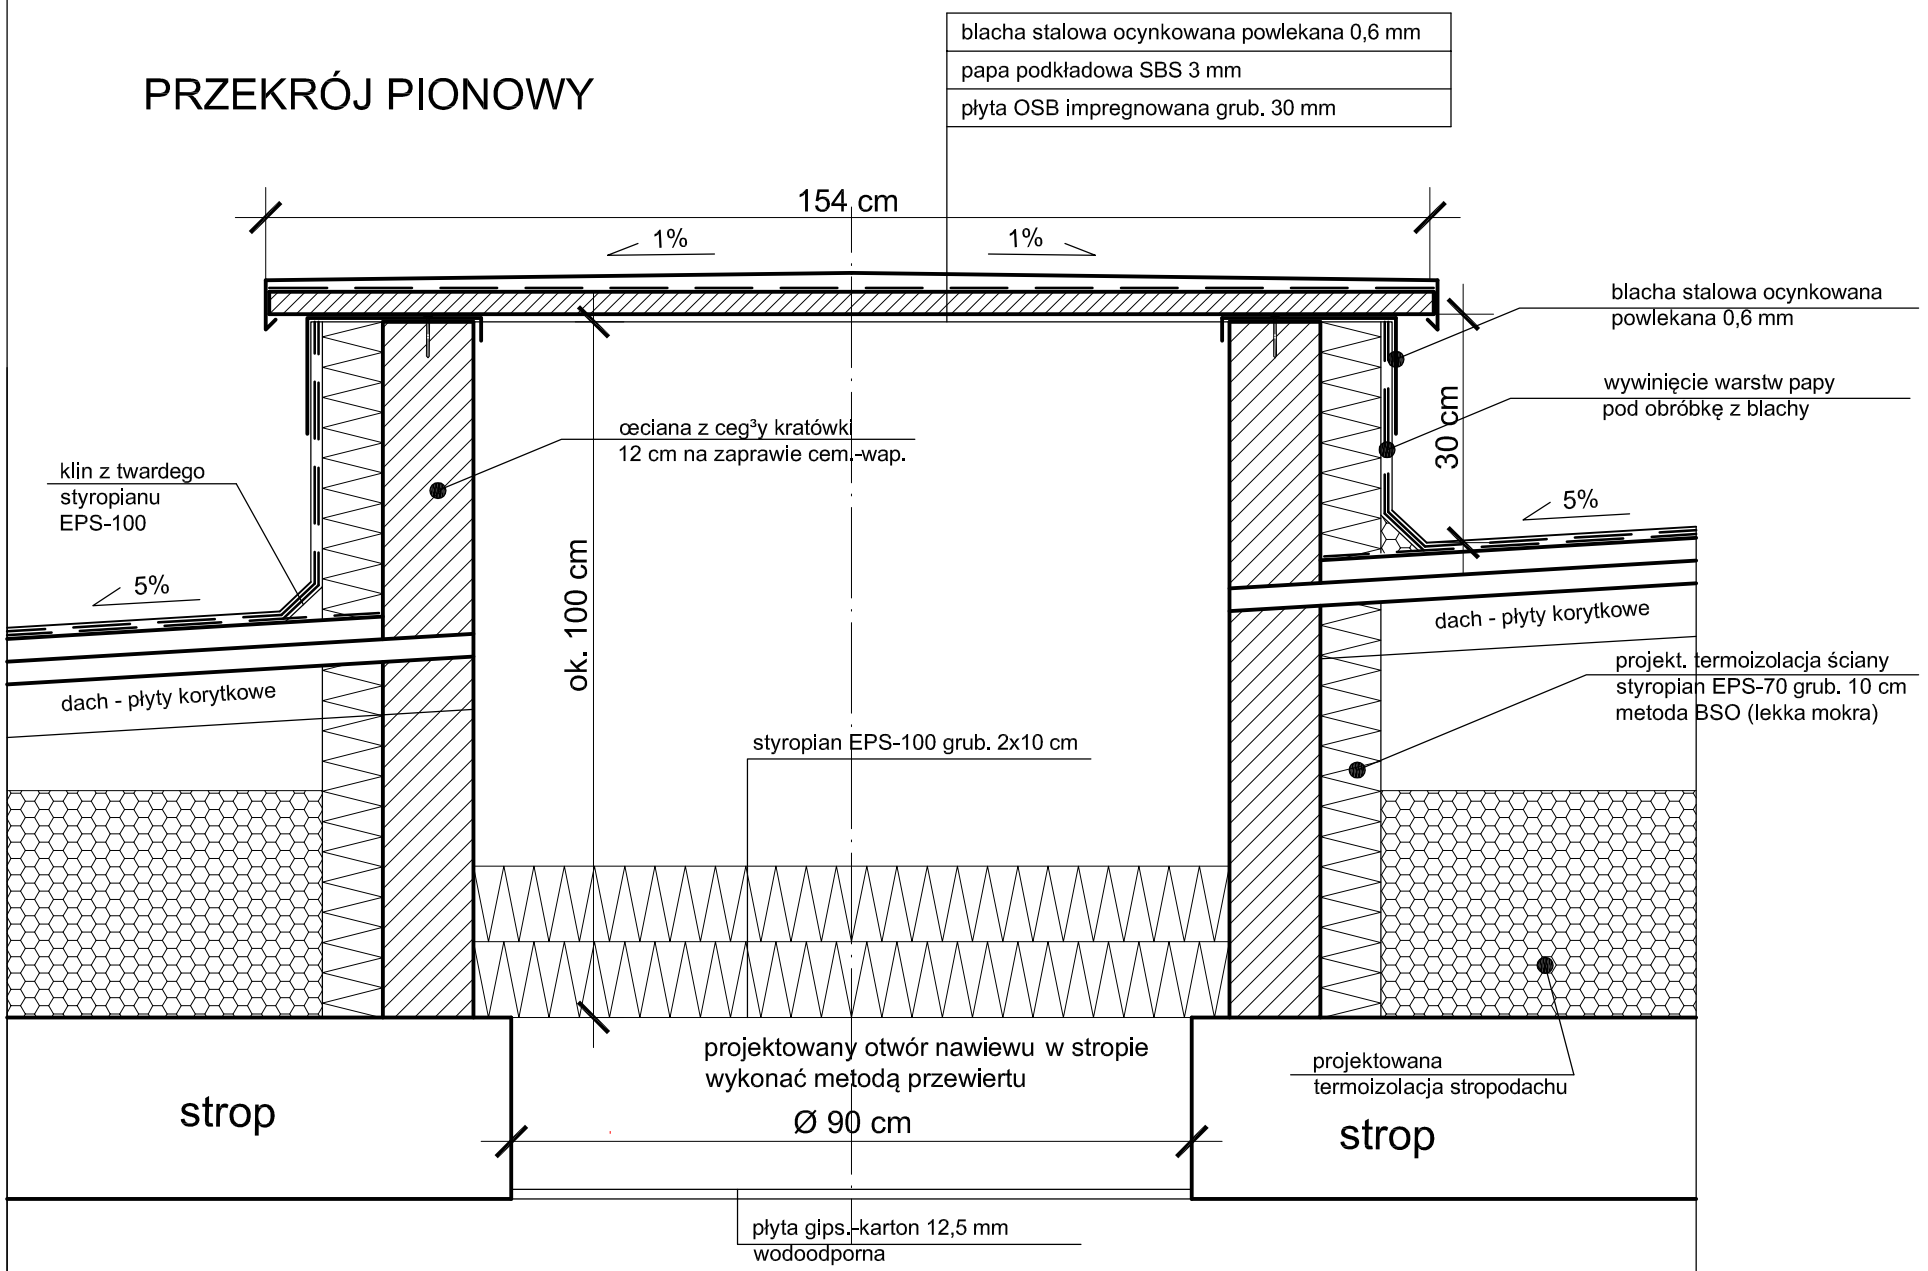 blacha stalowa ocynkowana powlekana 0,6 mm
papa podkładowa SBS 3 mm
płyta OSB impregnowana grub. 30 mm
PRZEKRÓJ PIONOWY
154 cm
1%
1%
blacha stalowa ocynkowana
powlekana 0,6 mm
wywinięcie warstw papy
pod obróbkę z blachy
30 cm
œciana z ceg³y kratówki
12 cm na zaprawie cem.-wap.
klin z twardego
styropianu
EPS-100
5%
5%
ok. 100 cm
dach - płyty korytkowe
dach - płyty korytkowe
projekt. termoizolacja ściany
styropian EPS-70 grub. 10 cm
metoda BSO (lekka mokra)
styropian EPS-100 grub. 2x10 cm
projektowany otwór nawiewu w stropie
wykonać metodą przewiertu
Ø 90 cm
projektowana
termoizolacja stropodachu
strop
strop
płyta gips.-karton 12,5 mm
wodoodporna